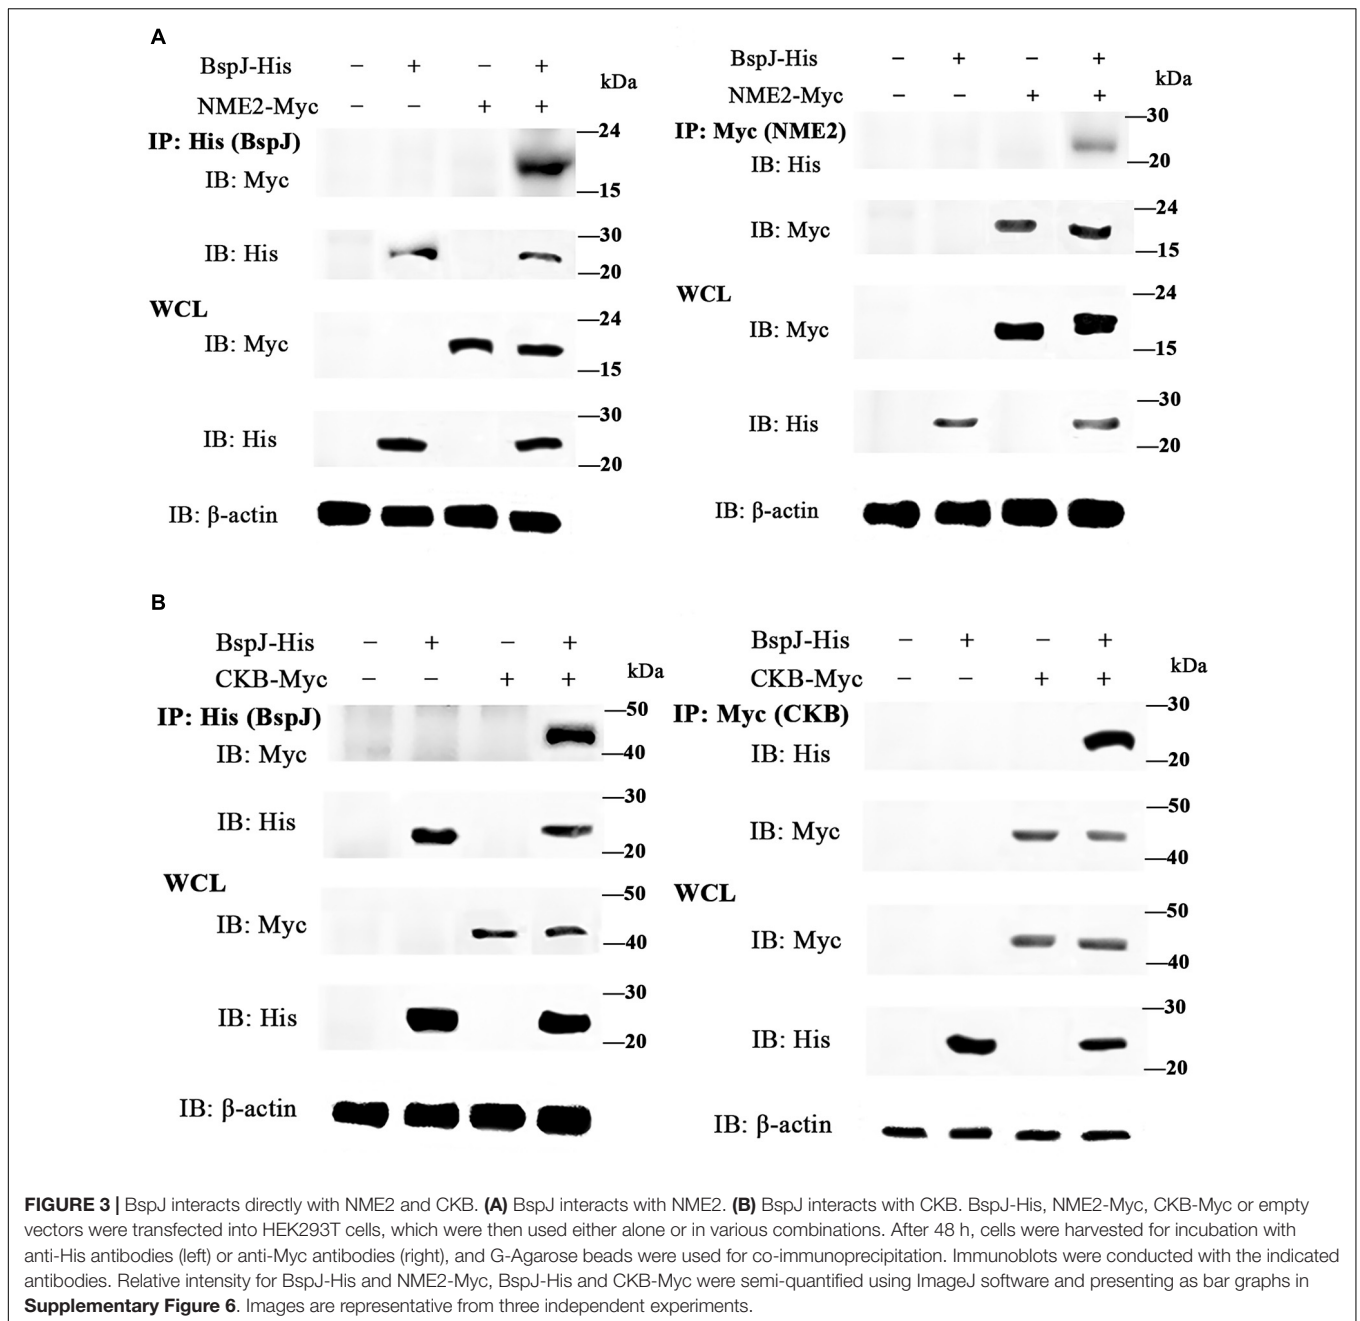 A
BspJ-His − + − +
NME2-Myc − − + +
kDa
IP: His (BspJ)
IB: Myc
24
15
IB: His
30
20
WCL
IB: Myc
24
15
IB: His
30
20
IB: β-actin
BspJ-His − + − +
NME2-Myc − − + +
kDa
IP: Myc (NME2)
IB: His
30
20
IB: Myc
24
15
WCL
IB: Myc
24
15
IB: His
30
20
IB: β-actin
B
BspJ-His − + − +
CKB-Myc − − + +
kDa
IP: His (BspJ)
IB: Myc
50
40
IB: His
30
20
WCL
IB: Myc
50
40
IB: His
30
20
IB: β-actin
BspJ-His − + − +
CKB-Myc − − + +
kDa
IP: Myc (CKB)
IB: His
30
20
IB: Myc
50
40
WCL
IB: Myc
50
40
IB: His
30
20
IB: β-actin
FIGURE 3 | BspJ interacts directly with NME2 and CKB. (A) BspJ interacts with NME2. (B) BspJ interacts with CKB. BspJ-His, NME2-Myc, CKB-Myc or empty
vectors were transfected into HEK293T cells, which were then used either alone or in various combinations. After 48 h, cells were harvested for incubation with
anti-His antibodies (left) or anti-Myc antibodies (right), and G-Agarose beads were used for co-immunoprecipitation. Immunoblots were conducted with the indicated
antibodies. Relative intensity for BspJ-His and NME2-Myc, BspJ-His and CKB-Myc were semi-quantified using ImageJ software and presenting as bar graphs in
Supplementary Figure 6. Images are representative from three independent experiments.